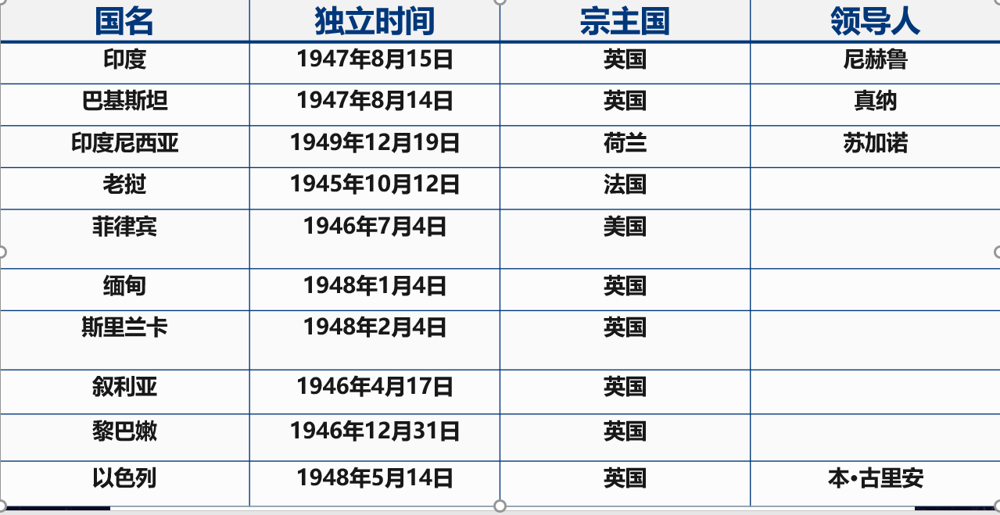 国名 独立时间 宗主国 领导人
印度 1947年8月15日 英国 尼赫鲁
巴基斯坦 1947年8月14日 英国 真纳
印度尼西亚 1949年12月19日 荷兰 苏加诺
老挝 1945年10月12日 法国
菲律宾 1946年7月4日 美国
缅甸 1948年1月4日 英国
斯里兰卡 1948年2月4日 英国
叙利亚 1946年4月17日 英国
黎巴嫩 1946年12月31日 英国
以色列 1948年5月14日 英国 本·古里安